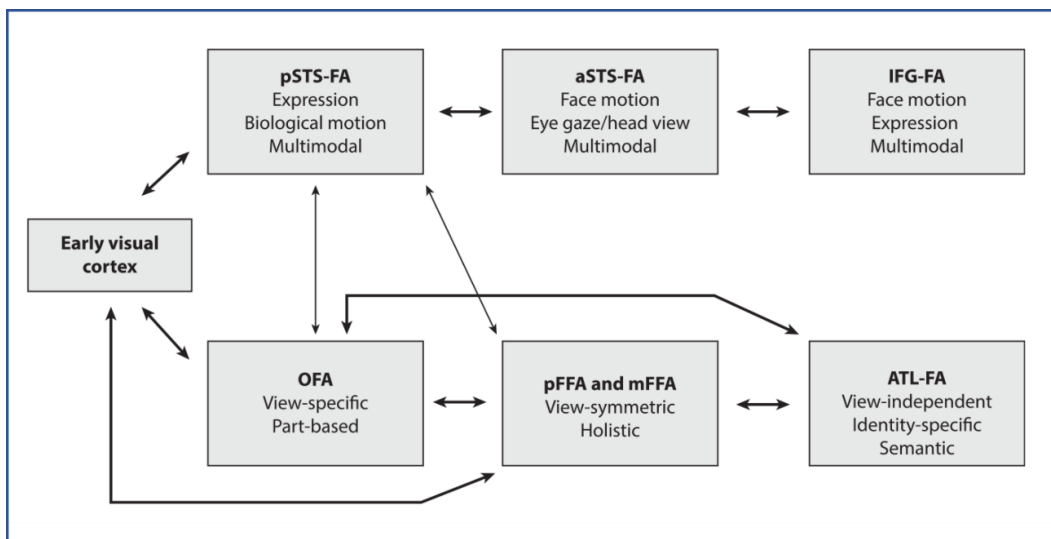 pSTS-FA
Expression
Biological motion
Multimodal
aSTS-FA
Face motion
Eye gaze/head view
Multimodal
IFG-FA
Face motion
Expression
Multimodal
Early visual
cortex
OFA
View-specific
Part-based
pFFA and mFFA
View-symmetric
Holistic
ATL-FA
View-independent
Identity-specific
Semantic